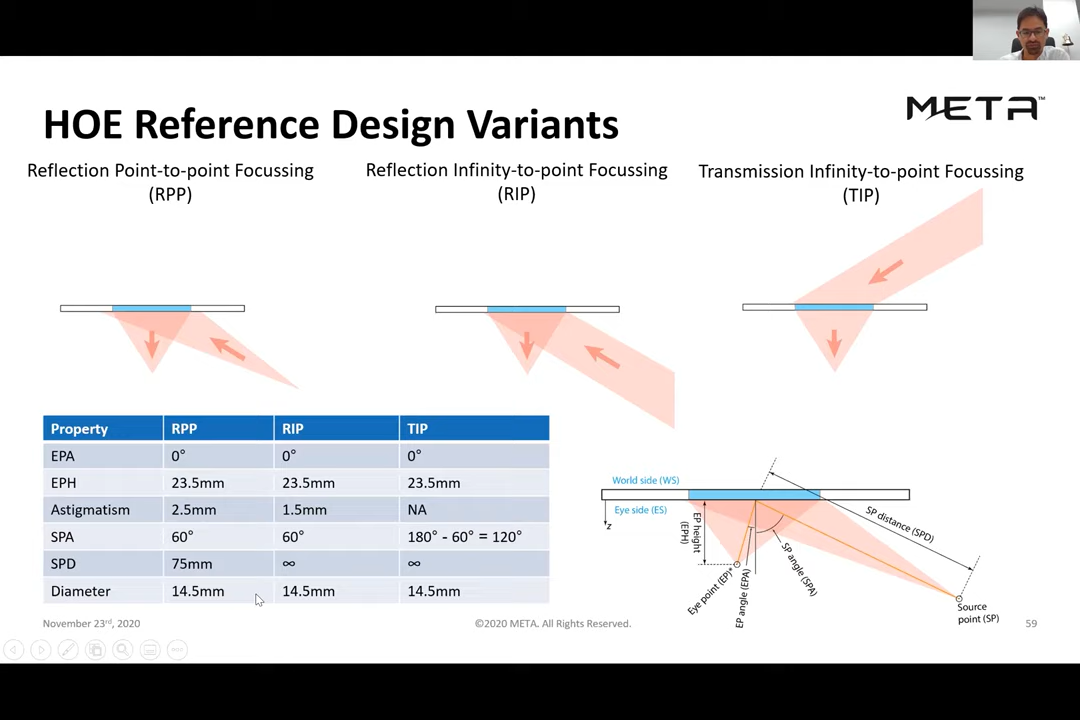 META™
HOE Reference Design Variants
Reflection Point-to-point Focussing
(RPP)
Reflection Infinity-to-point Focussing
(RIP)
Transmission Infinity-to-point Focussing
(TIP)
Property RPP RIP TIP
EPA 0° 0° 0°
EPH 23.5mm 23.5mm 23.5mm
Astigmatism 2.5mm 1.5mm NA
SPA 60° 60° 180° - 60° = 120°
SPD 75mm ∞ ∞
Diameter 14.5mm 14.5mm 14.5mm
World side (WS)
Eye side (ES)
z
EP height
(EPH)
Eye point (EP)*
EP angle (EPA)
SP angle (SPA)
SP distance (SPD)
Source
point (SP)
November 23rd, 2020
©2020 META. All Rights Reserved.
59